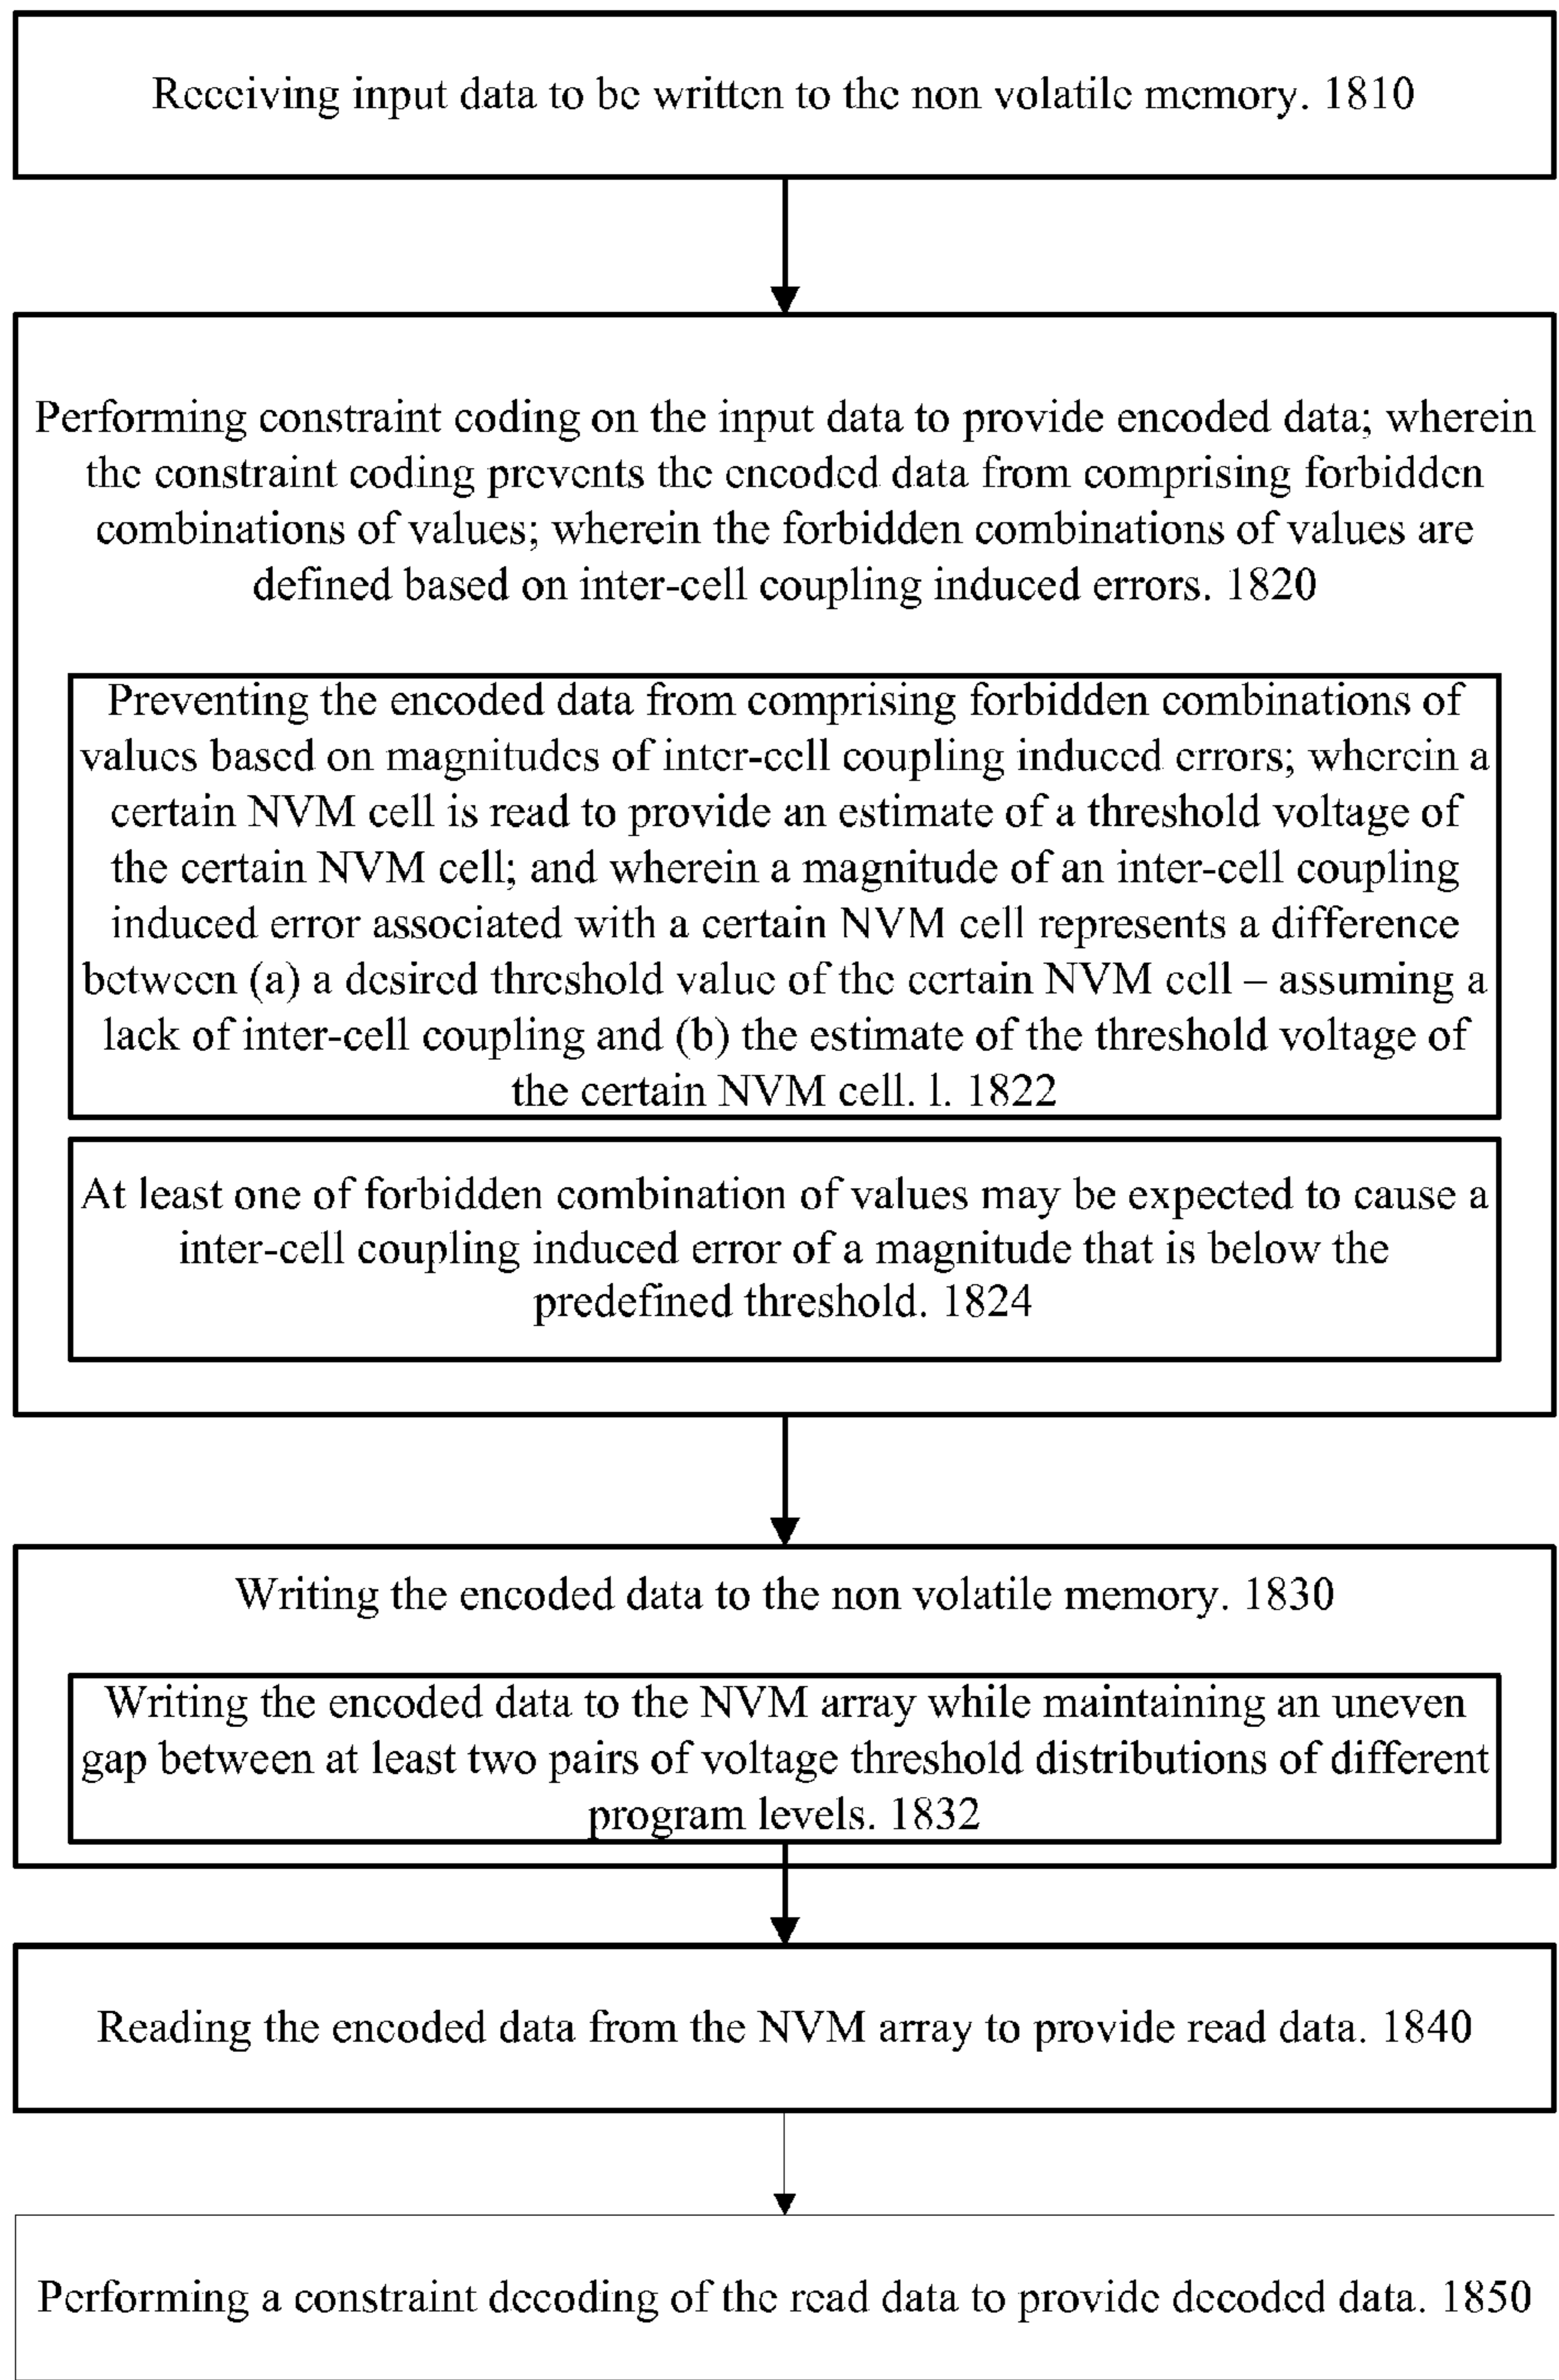 Receiving input data to be written to the non volatile memory. 1810
Performing constraint coding on the input data to provide encoded data; wherein
the constraint coding prevents the encoded data from comprising forbidden
combinations of values; wherein the forbidden combinations of values are
defined based on inter-cell coupling induced errors. 1820
Preventing the encoded data from comprising forbidden combinations of
values based on magnitudes of inter-cell coupling induced errors; wherein a
certain NVM cell is read to provide an estimate of a threshold voltage of
the certain NVM cell; and wherein a magnitude of an inter-cell coupling
induced error associated with a certain NVM cell represents a difference
between (a) a desired threshold value of the certain NVM cell – assuming a
lack of inter-cell coupling and (b) the estimate of the threshold voltage of
the certain NVM cell. l. 1822
At least one of forbidden combination of values may be expected to cause a
inter-cell coupling induced error of a magnitude that is below the
predefined threshold. 1824
Writing the encoded data to the non volatile memory. 1830
Writing the encoded data to the NVM array while maintaining an uneven
gap between at least two pairs of voltage threshold distributions of different
program levels. 1832
Reading the encoded data from the NVM array to provide read data. 1840
Performing a constraint decoding of the read data to provide decoded data. 1850